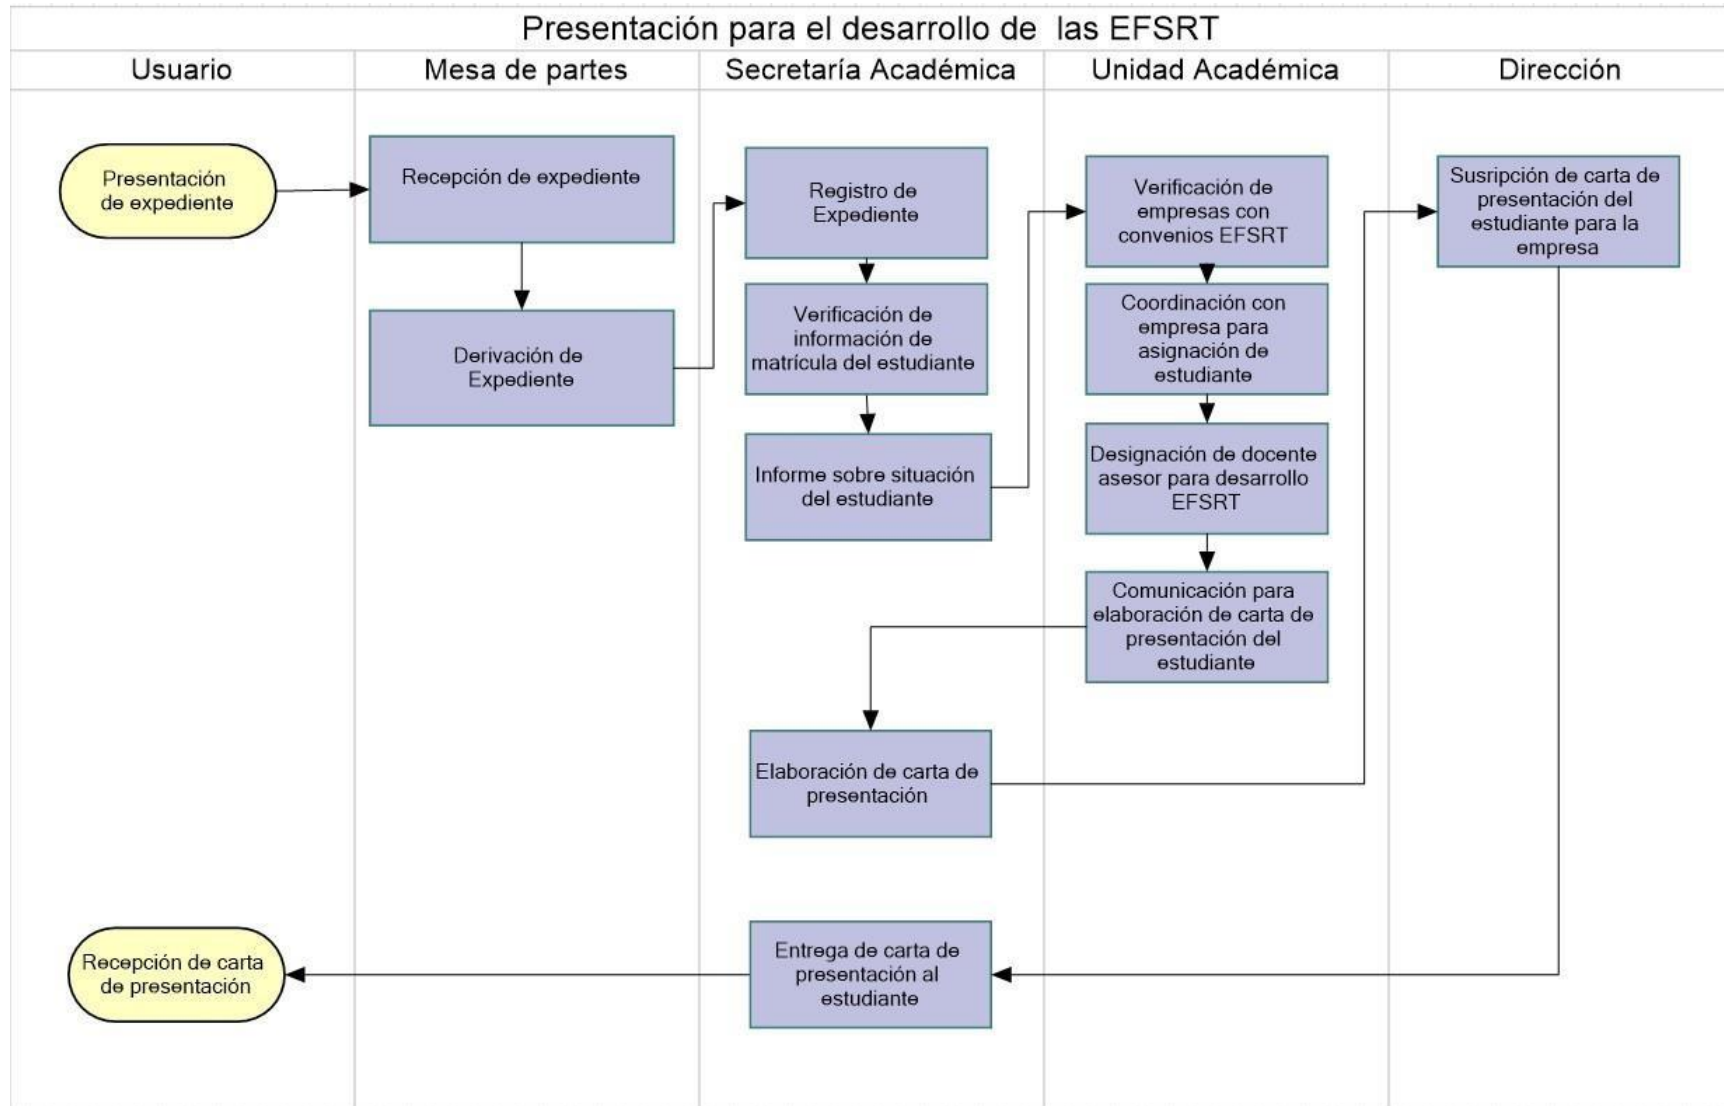 Presentación para el desarrollo de las EFSRT
Usuario
Mesa de partes
Secretaría Académica
Unidad Académica
Dirección
Presentación
de expediente
Recepción de expediente
Derivación de
Expediente
Registro de
Expediente
Verificación de
información de
matrícula del estudiante
Informe sobre situación
del estudiante
Verificación de
empresas con
convenios EFSRT
Coordinación con
empresa para
asignación de
estudiante
Designación de docente
asesor para desarrollo
EFSRT
Comunicación para
elaboración de carta de
presentación del
estudiante
Elaboración de carta de
presentación
Susripción de carta de
presentación del
estudiante para la
empresa
Entrega de carta de
presentación al
estudiante
Recepción de carta
de presentación